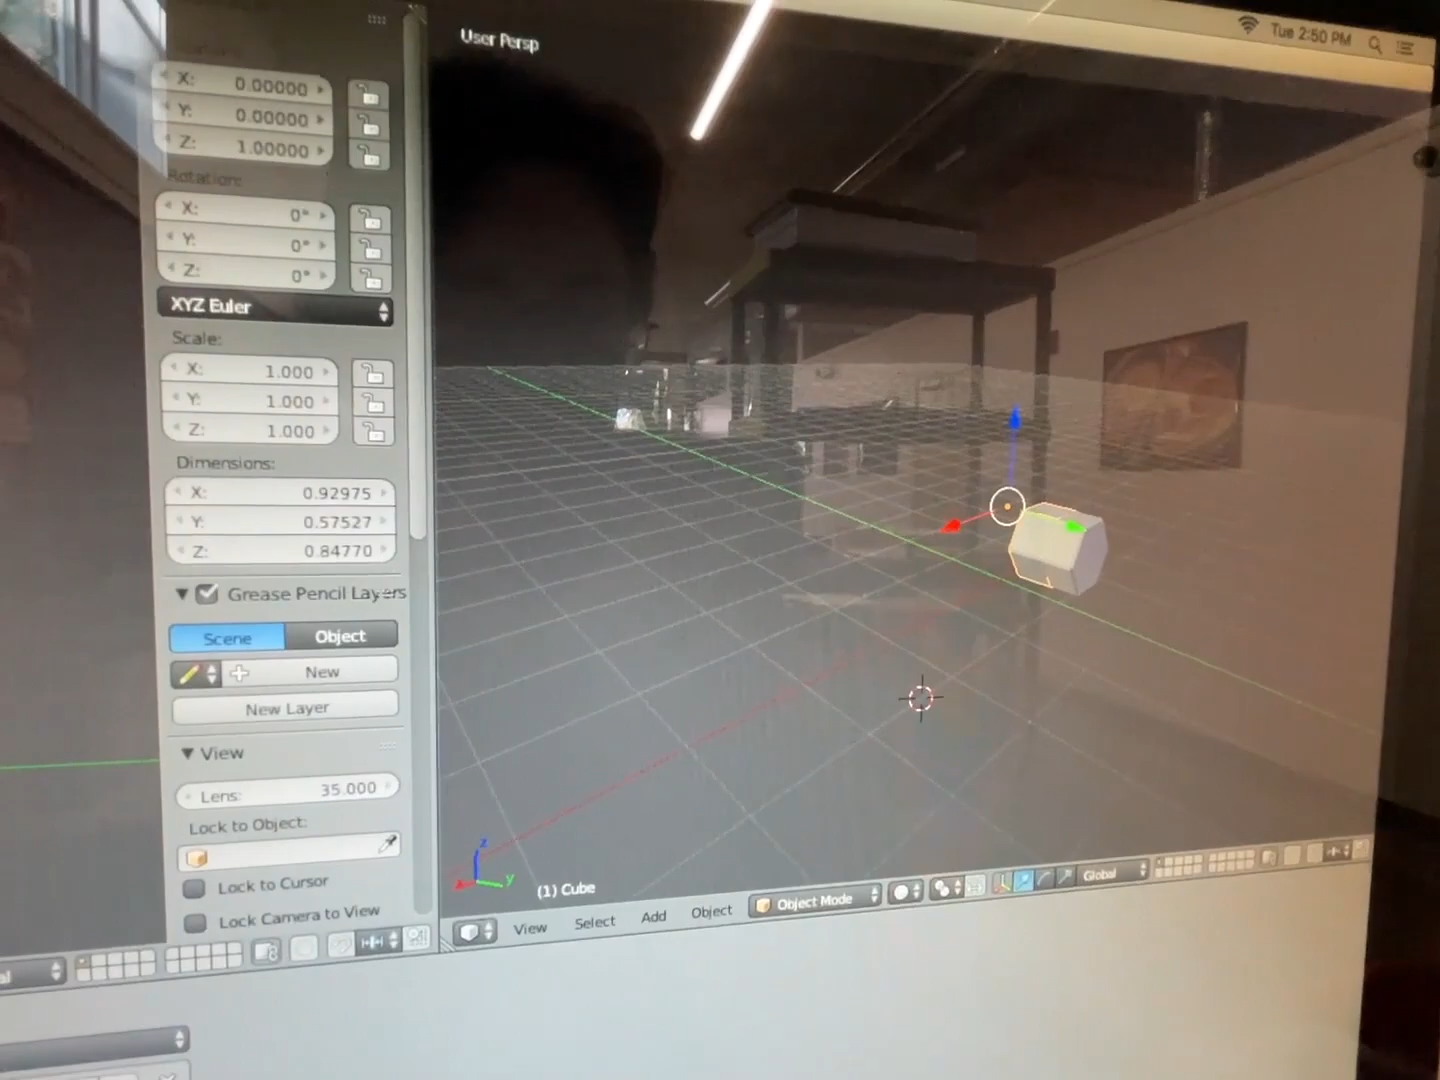 User Persp
Tue 2:50 PM
X: 0.00000
Y: 0.00000
Z: 1.00000
Rotation:
X: 0°
Y: 0°
Z: 0°
XYZ Euler
Scale:
X: 1.000
Y: 1.000
Z: 1.000
Dimensions:
X: 0.92975
Y: 0.57527
Z: 0.84770
Grease Pencil Layers
Scene Object
New
New Layer
View
Lens: 35.000
Lock to Object:
Lock to Cursor
Lock Camera to View
z
y
(1) Cube
View Select Add Object Object Mode Global
al